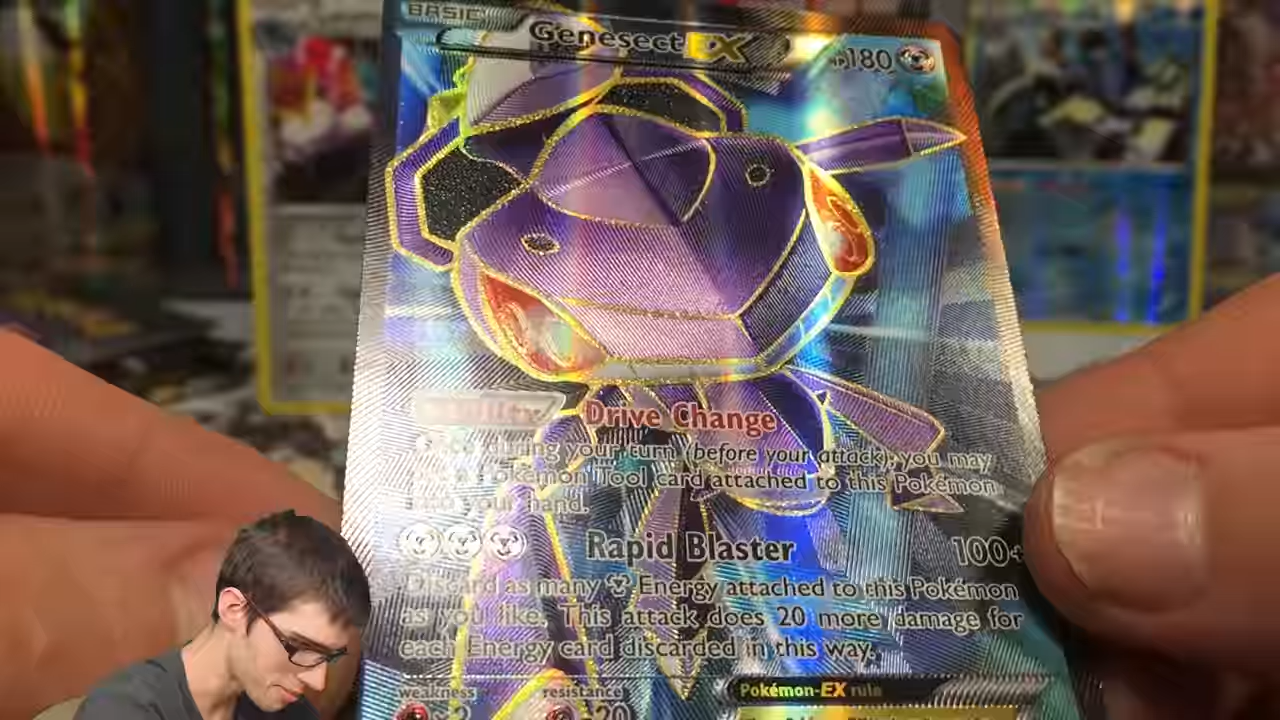 BASIC
Genesect EX
HP180
Ability Drive Change
during your turn (before your attack), you may
Pokémon Tool card attached to this Pokémon
into your hand.
Rapid Blaster 100+
Discard as many Energy attached to this Pokémon
as you like. This attack does 20 more damage for
each Energy card discarded in this way.
weakness resistance
×2 -20
Pokémon-EX rule